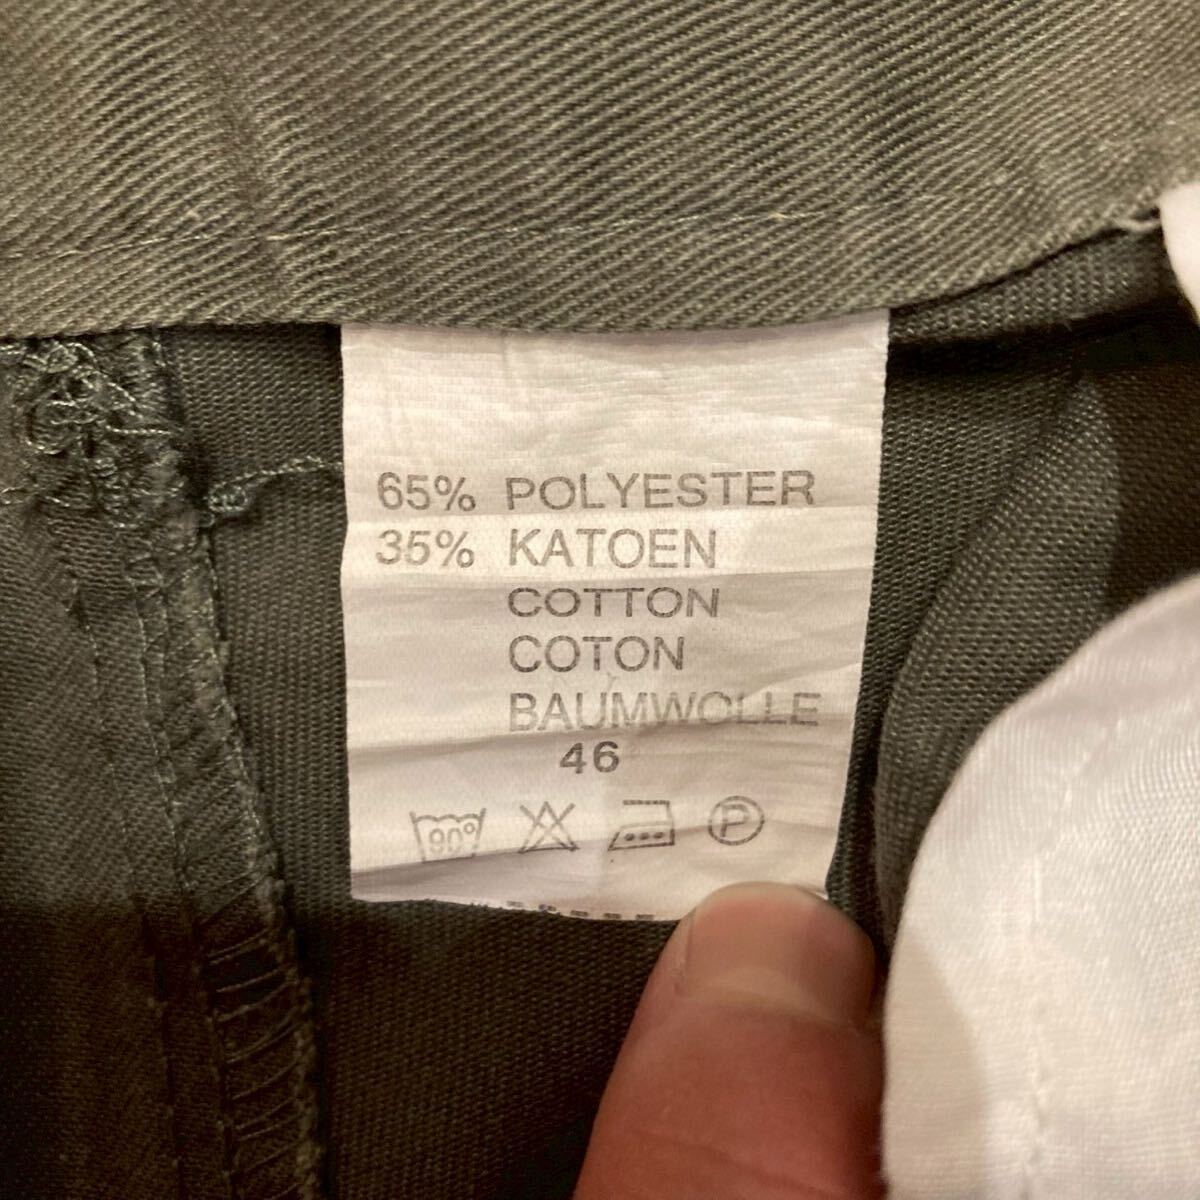 65% POLYESTER
35% KATOEN
COTTON
COTON
BAUMWOLLE
46
90° P